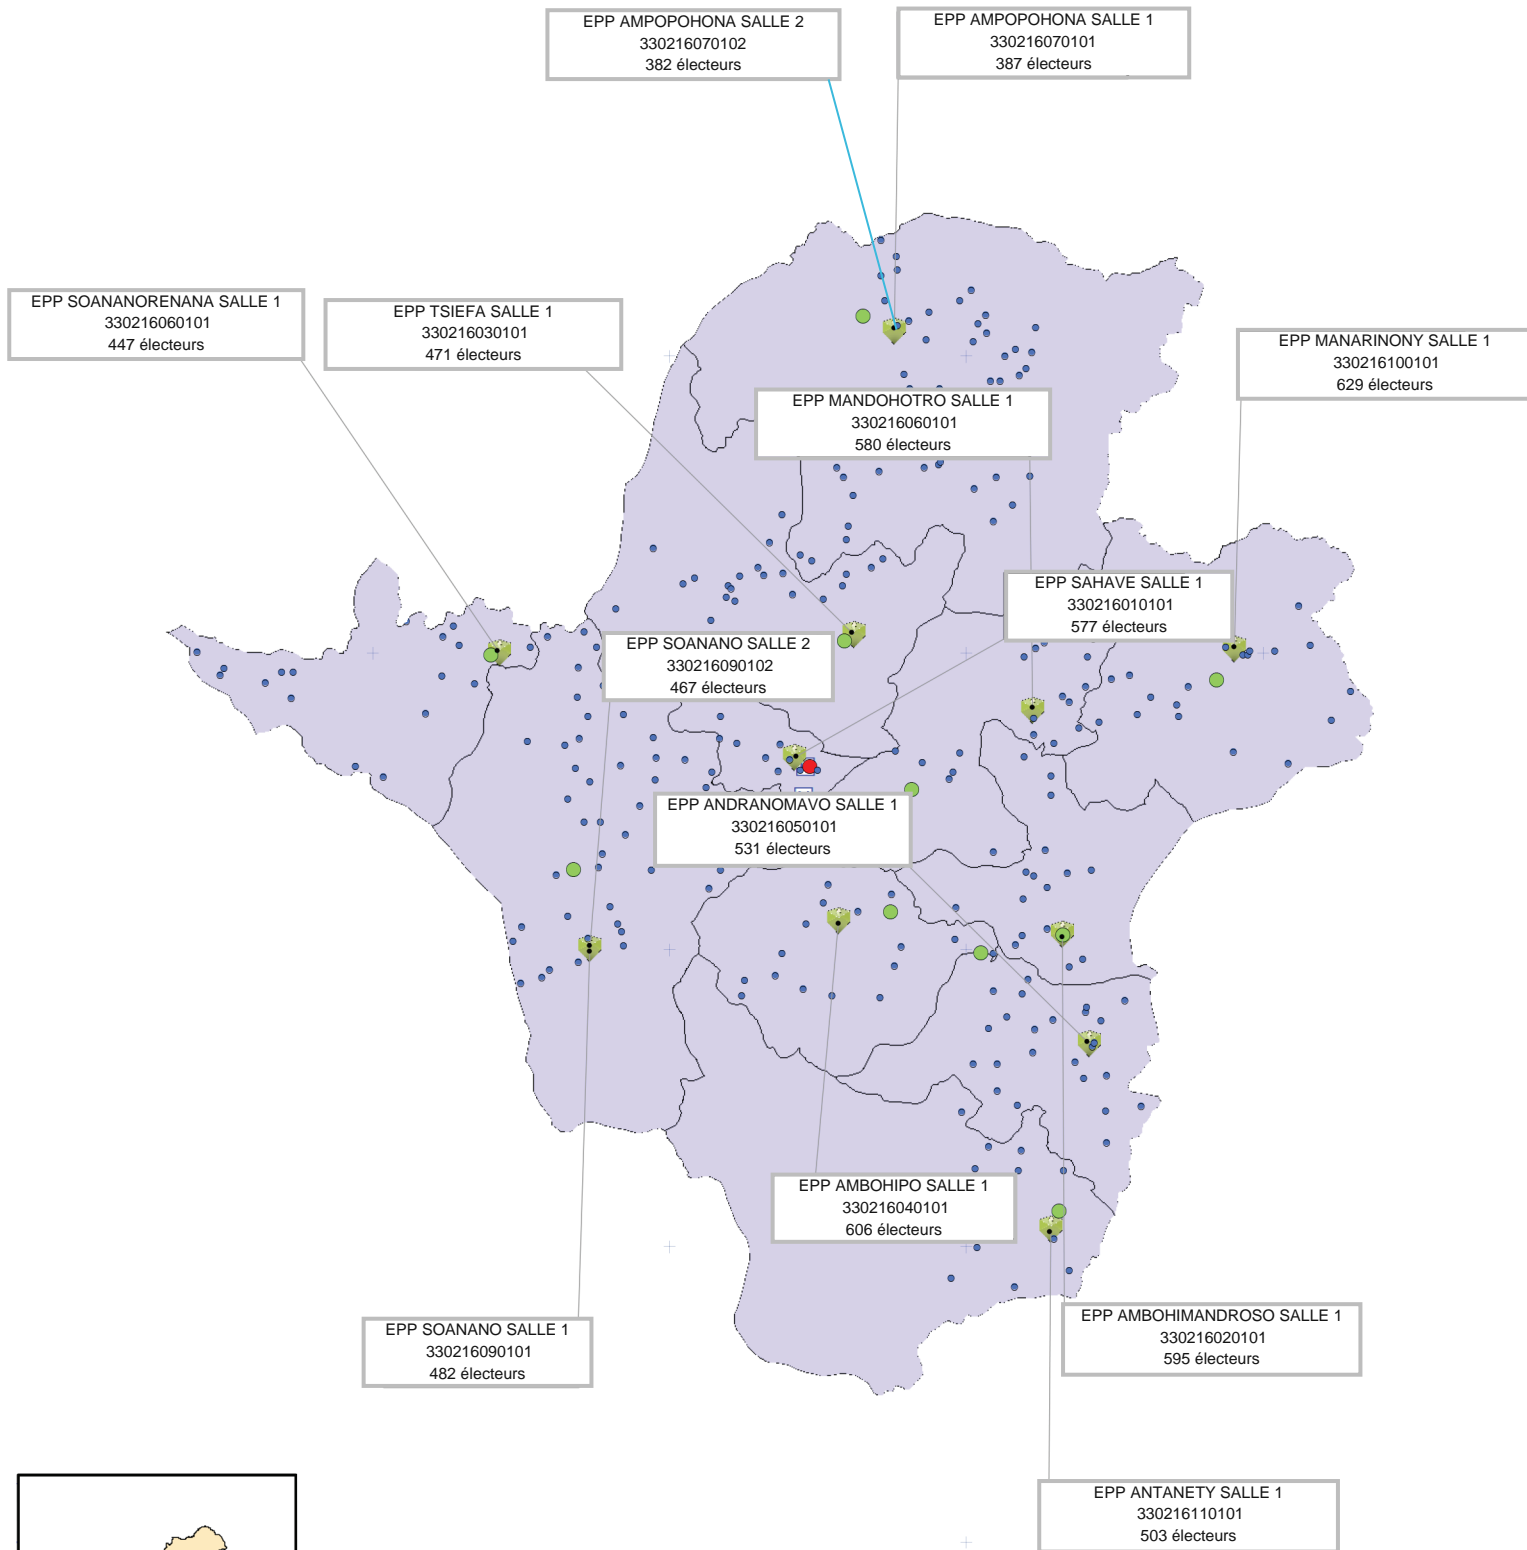 EPP AMPOPOHONA SALLE 2
330216070102
382 électeurs
EPP AMPOPOHONA SALLE 1
330216070101
387 électeurs
EPP SOANANORENANA SALLE 1
330216060101
447 électeurs
EPP TSIEFA SALLE 1
330216030101
471 électeurs
EPP MANARINONY SALLE 1
330216100101
629 électeurs
EPP MANDOHOTRO SALLE 1
330216060101
580 électeurs
EPP SAHAVE SALLE 1
330216010101
577 électeurs
EPP SOANANO SALLE 2
330216090102
467 électeurs
EPP ANDRANOMAVO SALLE 1
330216050101
531 électeurs
EPP AMBOHIPO SALLE 1
330216040101
606 électeurs
EPP SOANANO SALLE 1
330216090101
482 électeurs
EPP AMBOHIMANDROSO SALLE 1
330216020101
595 électeurs
EPP ANTANETY SALLE 1
330216110101
503 électeurs